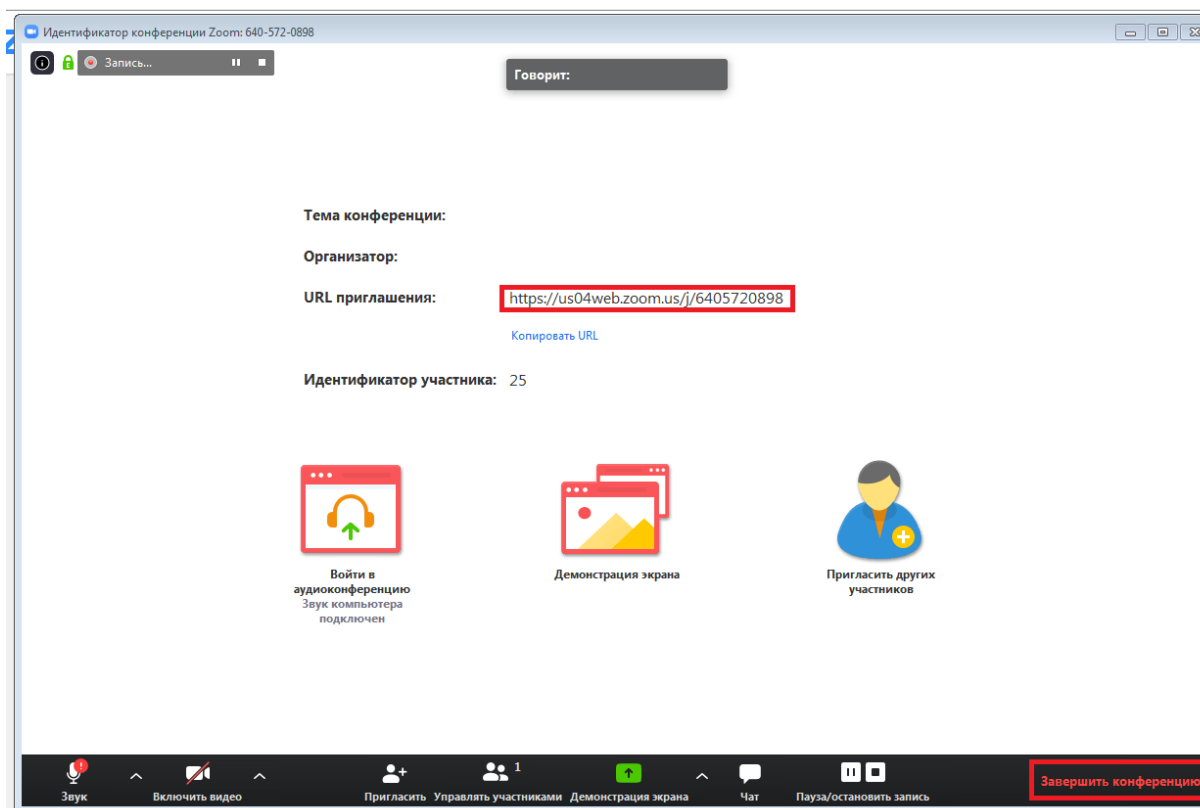 Идентификатор конференции Zoom: 640-572-0898
Запись...
Говорит:
Тема конференции:
Организатор:
URL приглашения: https://us04web.zoom.us/j/6405720898
Копировать URL
Идентификатор участника: 25
Войти в
аудиоконференцию
Звук компьютера
подключен
Демонстрация экрана
Пригласить других
участников
1
Звук Включить видео Пригласить Управлять участниками Демонстрация экрана Чат Пауза/остановить запись Завершить конференцию